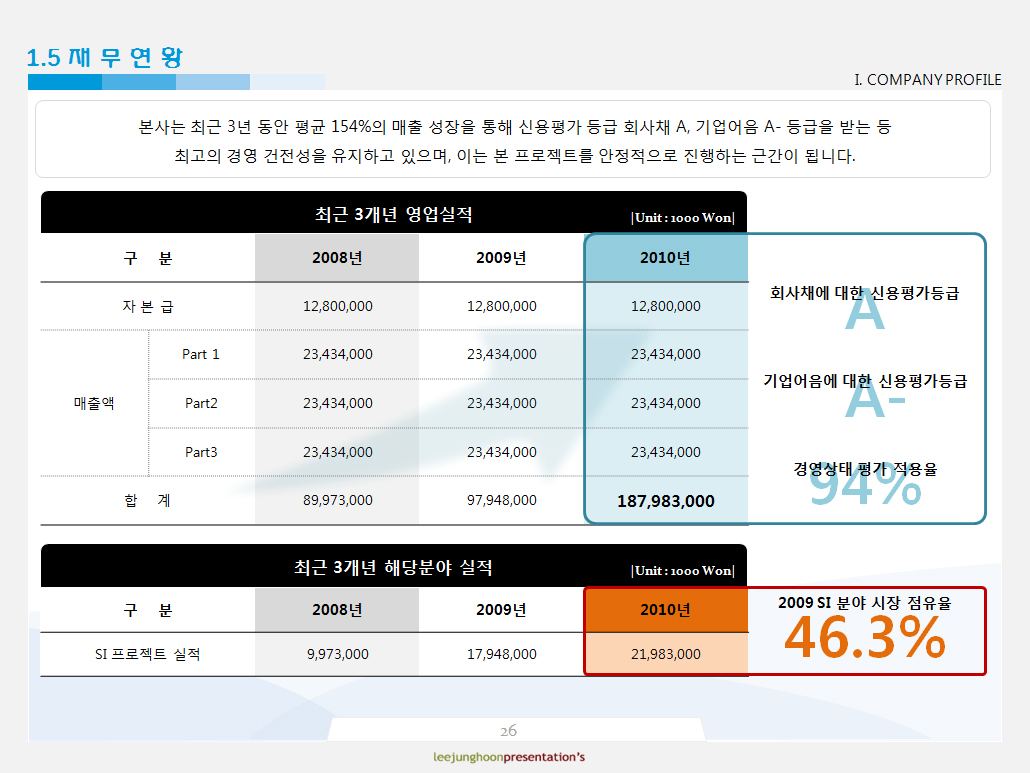 1.5 재 무 연 황
I. COMPANY PROFILE
본사는 최근 3년 동안 평균 154%의 매출 성장을 통해 신용평가 등급 회사채 A, 기업어음 A- 등급을 받는 등
최고의 경영 건전성을 유지하고 있으며, 이는 본 프로젝트를 안정적으로 진행하는 근간이 됩니다.
최근 3개년 영업실적 |Unit : 1000 Won|
구 분 2008년 2009년 2010년
자 본 급 12,800,000 12,800,000 12,800,000
매출액
Part 1 23,434,000 23,434,000 23,434,000
Part2 23,434,000 23,434,000 23,434,000
Part3 23,434,000 23,434,000 23,434,000
합 계 89,973,000 97,948,000 187,983,000
회사채에 대한 신용평가등급
A
기업어음에 대한 신용평가등급
A-
경영상태 평가 적용율
94%
최근 3개년 해당분야 실적 |Unit : 1000 Won|
구 분 2008년 2009년 2010년
SI 프로젝트 실적 9,973,000 17,948,000 21,983,000
2009 SI 분야 시장 점유율
46.3%
26
leejunghoonpresentation's